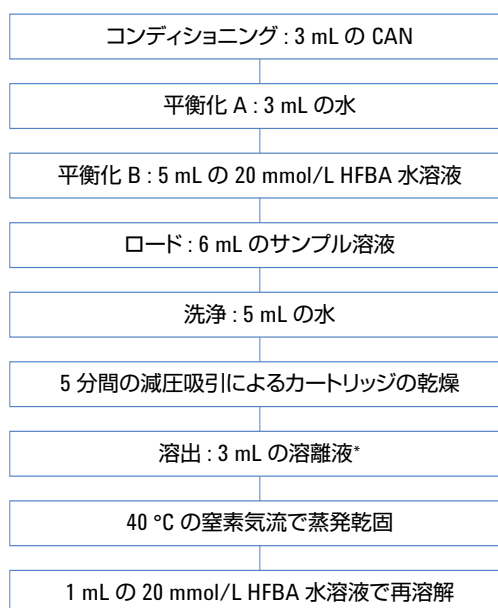 コンディショニング : 3 mL の CAN
平衡化 A : 3 mL の水
平衡化 B : 5 mL の 20 mmol/L HFBA 水溶液
ロード : 6 mL のサンプル溶液
洗浄 : 5 mL の水
5 分間の減圧吸引によるカートリッジの乾燥
溶出 : 3 mL の溶離液*
40 °C の窒素気流で蒸発乾固
1 mL の 20 mmol/L HFBA 水溶液で再溶解